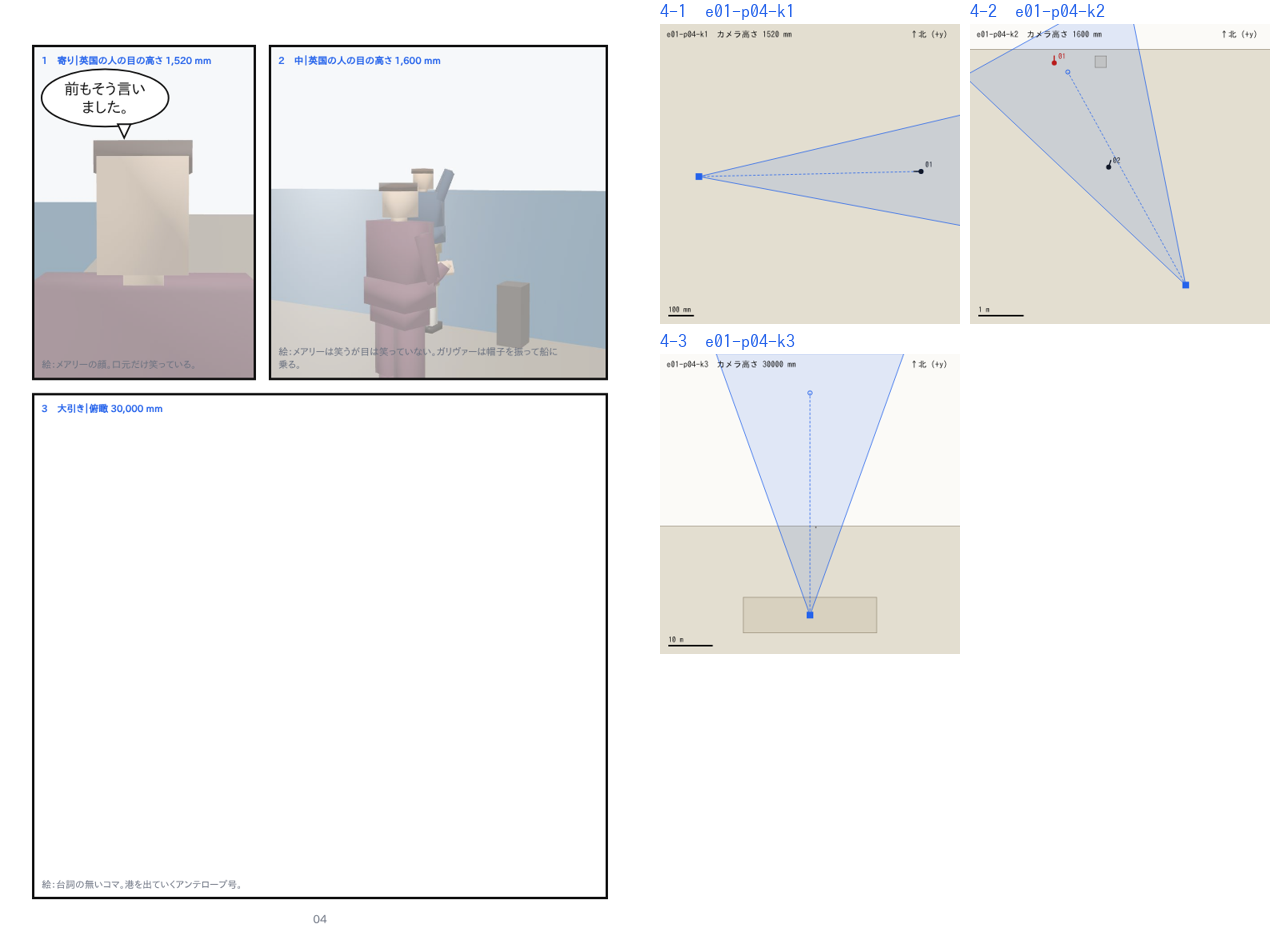 1 寄り|英国の人の目の高さ 1,520 mm
前もそう言い
ました。
絵:メアリーの顔。口元だけ笑っている。
2 中|英国の人の目の高さ 1,600 mm
絵:メアリーは笑うが目は笑っていない。ガリヴァーは帽子を振って船に
乗る。
3 大引き|俯瞰 30,000 mm
絵:台詞の無いコマ。港を出ていくアンテロープ号。
04
4-1 e01-p04-k1
e01-p04-k1 カメラ高さ 1520 mm
↑北 (+y)
01
100 mm
4-2 e01-p04-k2
e01-p04-k2 カメラ高さ 1600 mm
↑北 (+y)
01
02
1 m
4-3 e01-p04-k3
e01-p04-k3 カメラ高さ 30000 mm
↑北 (+y)
10 m